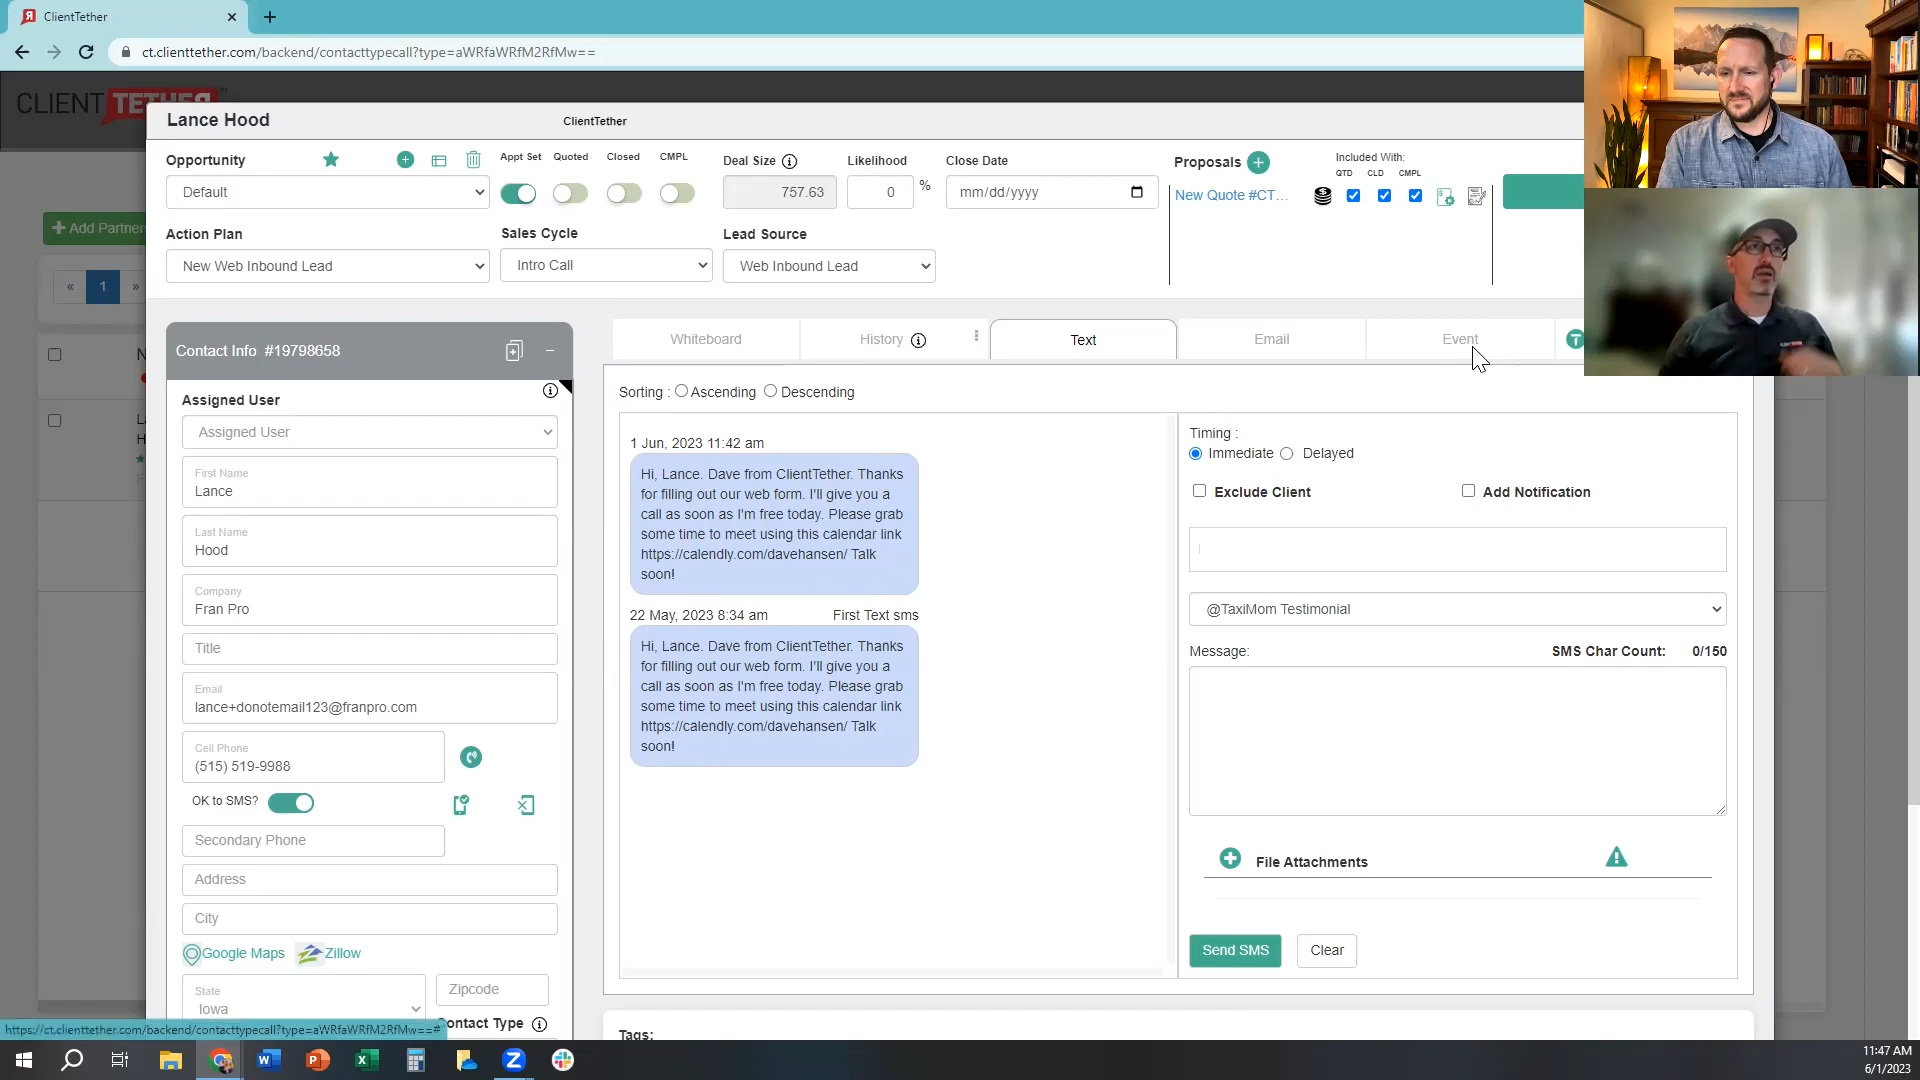 ClientTether
ct.clienttether.com/backend/contacttypecall?type=aWRfaWRfM2RfMw==
CLIENT TETHER
Lance Hood
ClientTether
Opportunity
Appt Set
Quoted
Closed
CMPL
Deal Size
Likelihood
Close Date
Proposals
Included With:
QTD CLD CMPL
Default
757.63
0
%
mm/dd/yyyy
New Quote #CT...
Add Partner
Action Plan
Sales Cycle
Lead Source
New Web Inbound Lead
Intro Call
Web Inbound Lead
« 1 »
Contact Info #19798658
Whiteboard
History
Text
Email
Event
T
Assigned User
Assigned User
First Name
Lance
Last Name
Hood
Company
Fran Pro
Title
Email
lance+donotemail123@franpro.com
Cell Phone
(515) 519-9988
OK to SMS?
Secondary Phone
Address
City
Google Maps
Zillow
State
Iowa
Zipcode
Contact Type
Sorting : Ascending Descending
1 Jun, 2023 11:42 am
Hi, Lance. Dave from ClientTether. Thanks
for filling out our web form. I'll give you a
call as soon as I'm free today. Please grab
some time to meet using this calendar link
https://calendly.com/davehansen/ Talk
soon!
22 May, 2023 8:34 am
First Text sms
Hi, Lance. Dave from ClientTether. Thanks
for filling out our web form. I'll give you a
call as soon as I'm free today. Please grab
some time to meet using this calendar link
https://calendly.com/davehansen/ Talk
soon!
Timing :
Immediate Delayed
Exclude Client
Add Notification
@TaxiMom Testimonial
Message:
SMS Char Count: 0/150
File Attachments
Send SMS
Clear
Tags:
https://ct.clienttether.com/backend/contacttypecall?type=aWRfaWRfM2RfMw==#
11:47 AM
6/1/2023